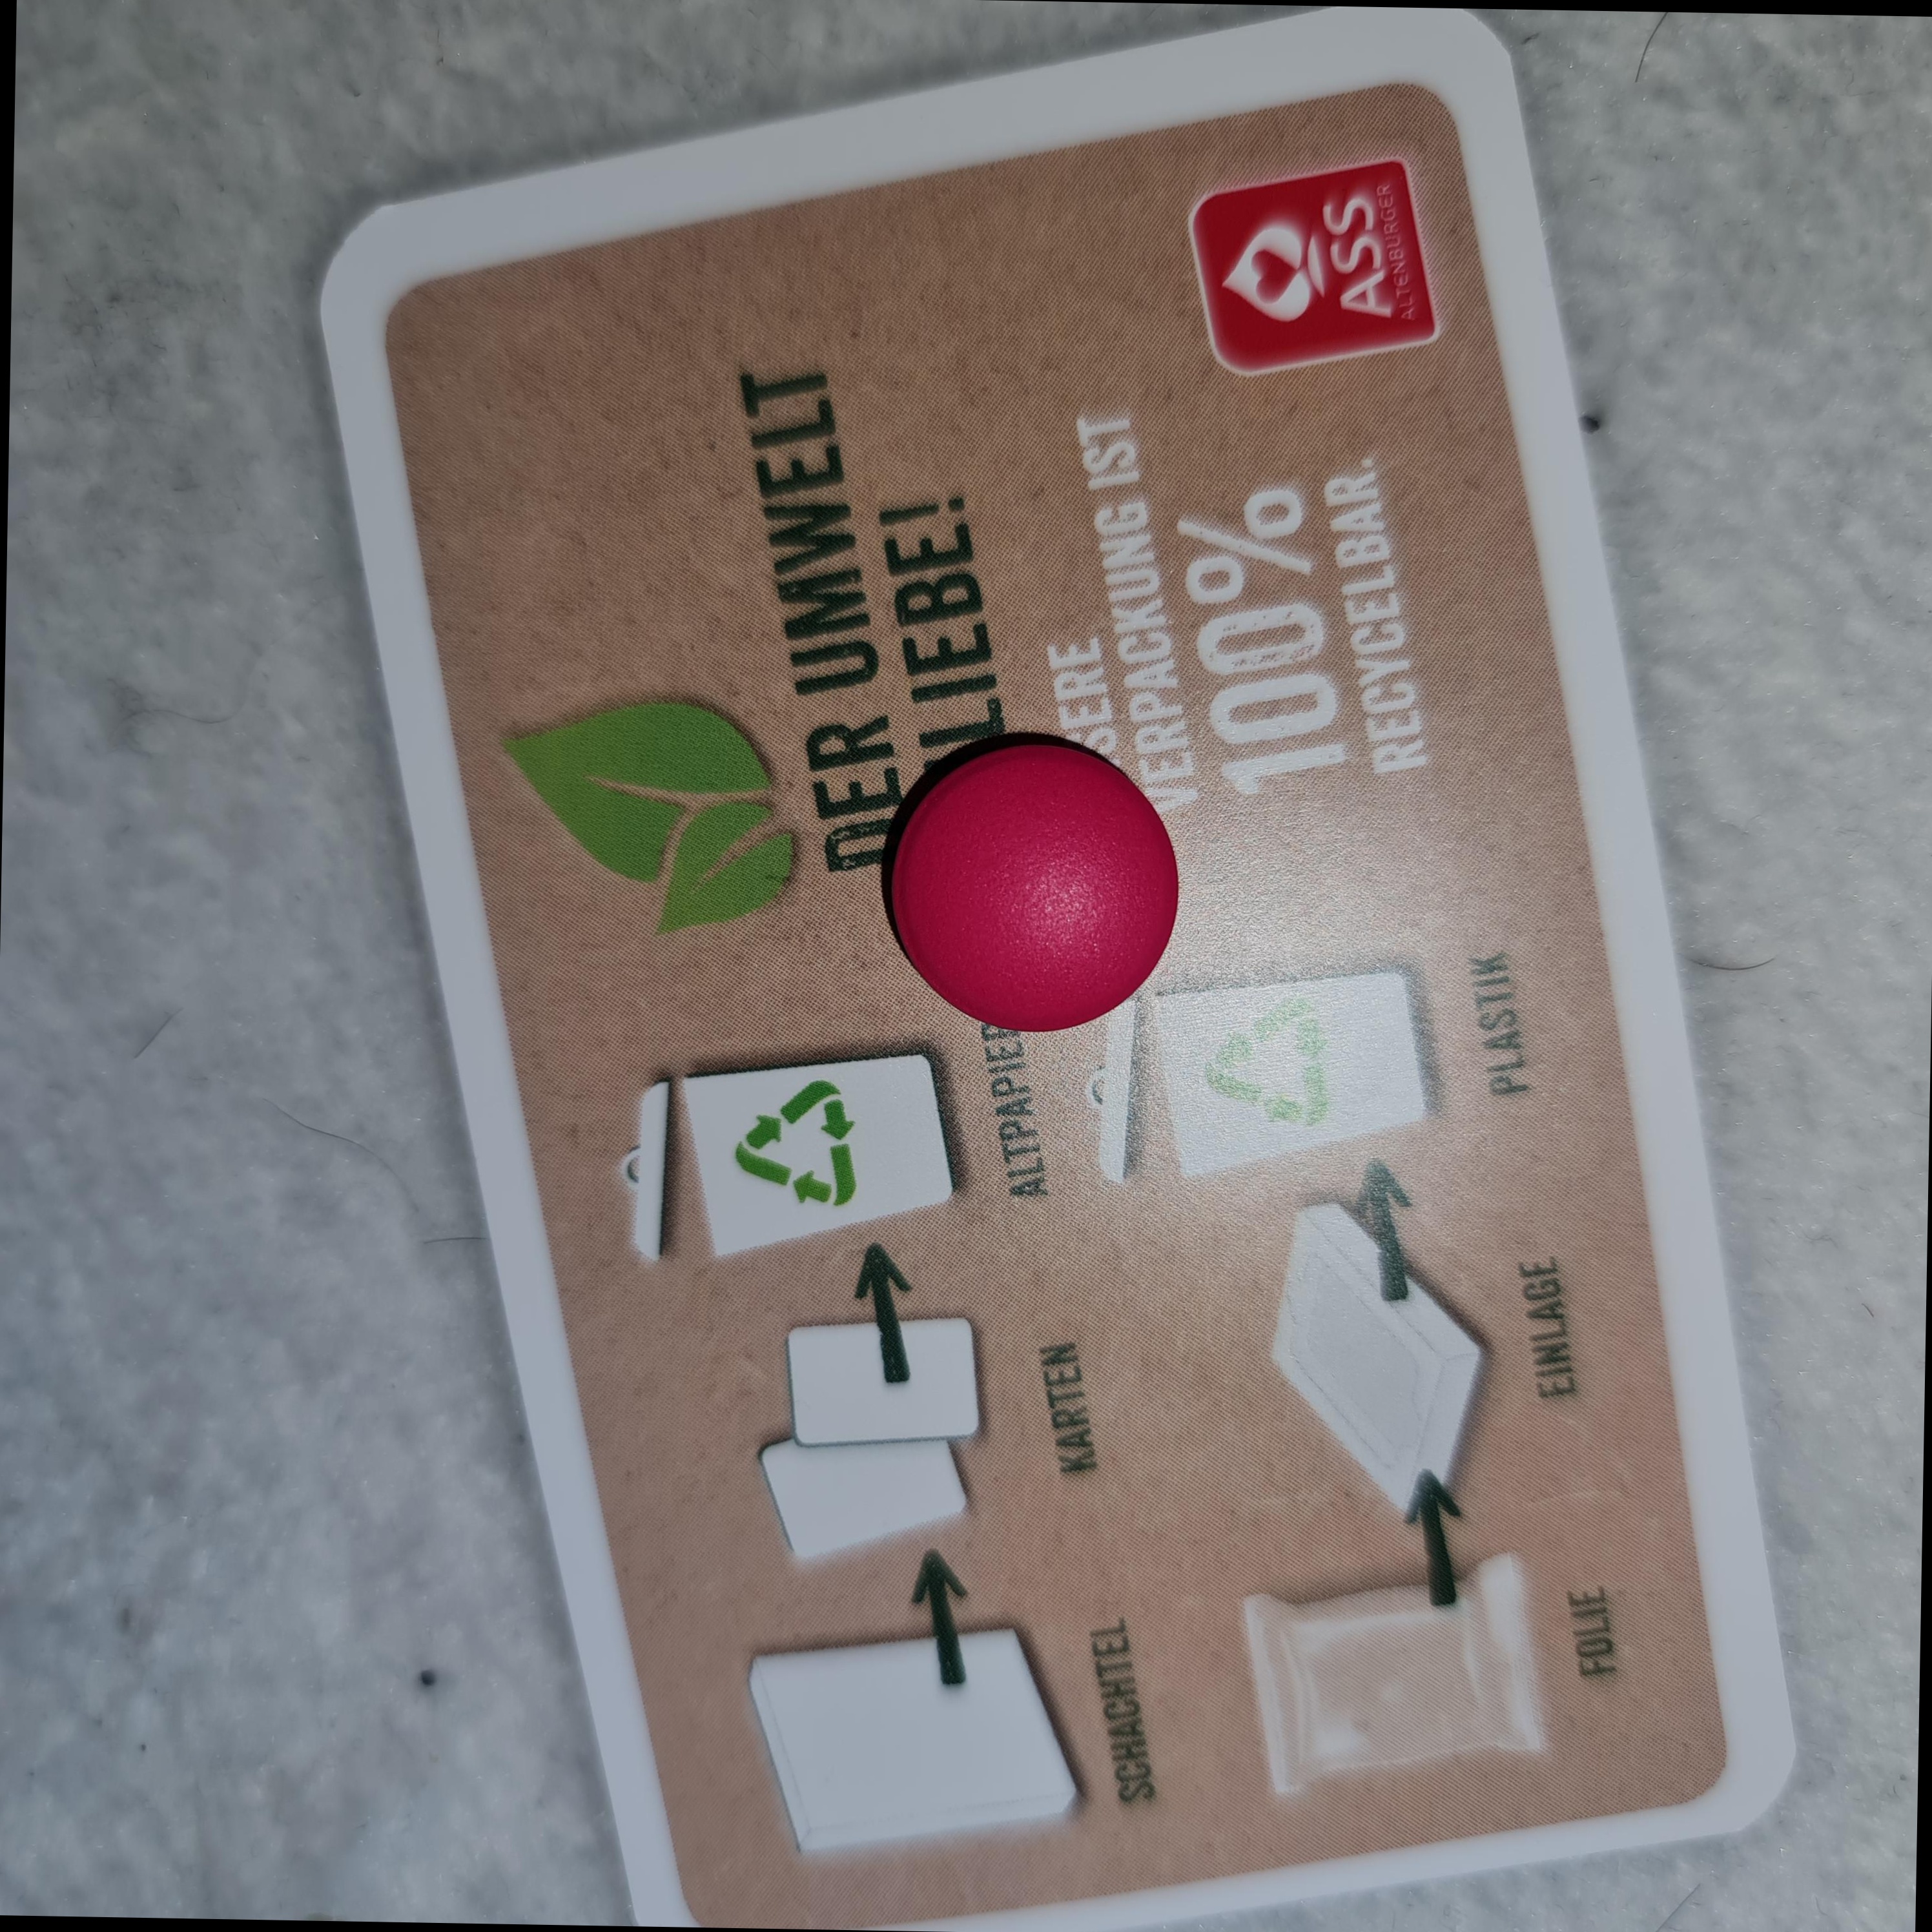 DER UMWELT
LIEBE!
VERPACKUNG IST
100%
RECYCELBAR.
ASS
ALTENBURGER
ALTPAPIER
KARTEN
SCHACHTEL
PLASTIK
EINLAGE
FOLIE